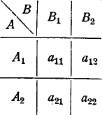 B
A B₁ B₂
A₁ a₁₁ a₁₂
A₂ a₂₁ a₂₂